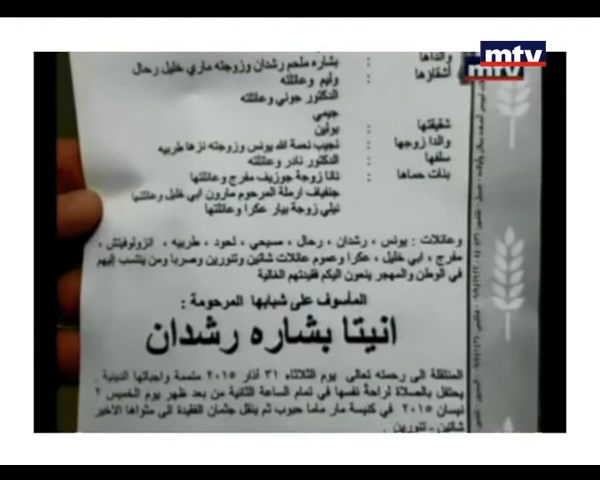 mtv
mtv
والداها : بشاره ملحم رشدان وزوجته ماري خليل رحال
أشقاؤها : وليم وعائلته
الدكتور جوني وعائلته
جيمي
شقيقتها : بولين
والدا زوجها : نجيب نعمة الله يونس وزوجته نزها طربيه
سلفها : الدكتور نادر وعائلته
بنات حماها : نانا زوجة جوزيف مفرج وعائلتها
جنفياف ارملة المرحوم مارون أبي خليل وعائلتها
نيلي زوجة بيار عكرا وعائلتها
وعائلات : يونس ، رشدان ، رحال ، مسيحي ، لحود ، طربيه ، انزولوفيتش ،
مفرج ، ابي خليل ، عكرا وعموم عائلات شاتين وتنورين وصربا ومن ينتسب إليهم
في الوطن والمهجر ينعون اليكم فقيدتهم الغالية
المأسوف على شبابها المرحومة :
انيتا بشاره رشدان
المنتقلة الى رحمته تعالى يوم الثلاثاء ٣١ آذار ٢٠١٥ متممة واجباتها الدينية .
يحتفل بالصلاة لراحة نفسها في تمام الساعة الثانية من بعد ظهر يوم الخميس ٢
نيسان ٢٠١٥ في كنيسة مار ماما حبوب ثم ينقل جثمان الفقيدة الى مثواها الاخير
شاتين - تنورين .